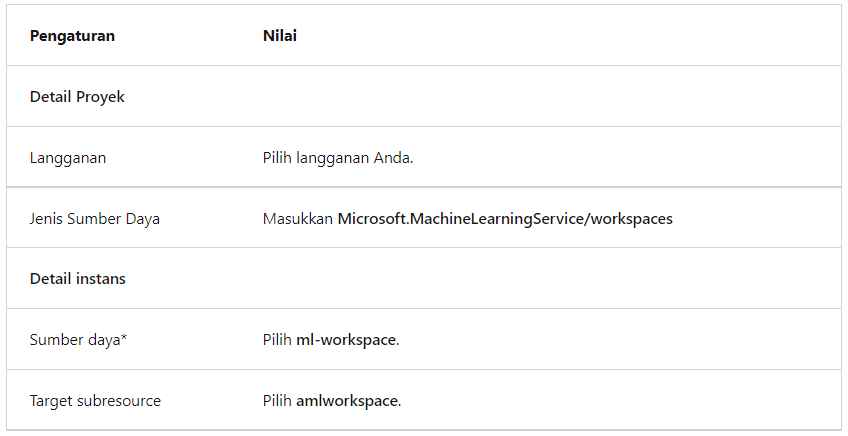 Pengaturan Nilai
Detail Proyek
Langganan Pilih langganan Anda.
Jenis Sumber Daya Masukkan Microsoft.MachineLearningService/workspaces
Detail instans
Sumber daya* Pilih ml-workspace.
Target subresource Pilih amlworkspace.